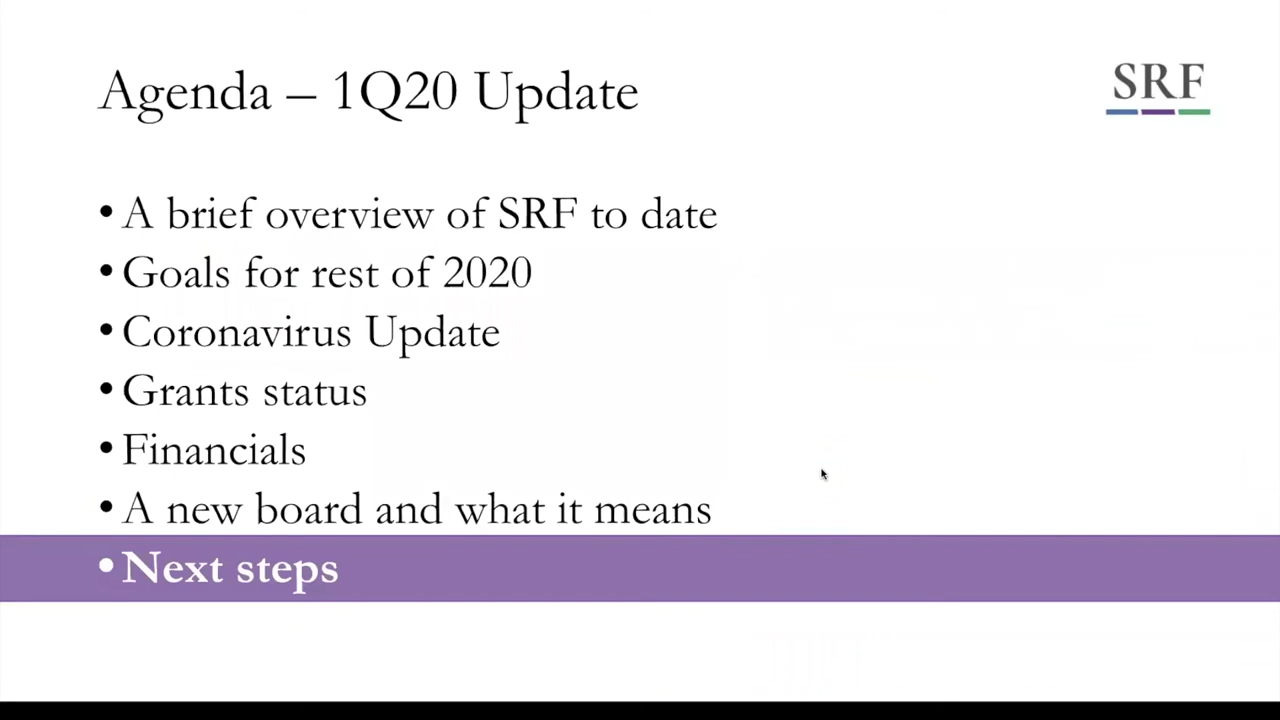 Agenda – 1Q20 Update
SRF
• A brief overview of SRF to date
• Goals for rest of 2020
• Coronavirus Update
• Grants status
• Financials
• A new board and what it means
• Next steps